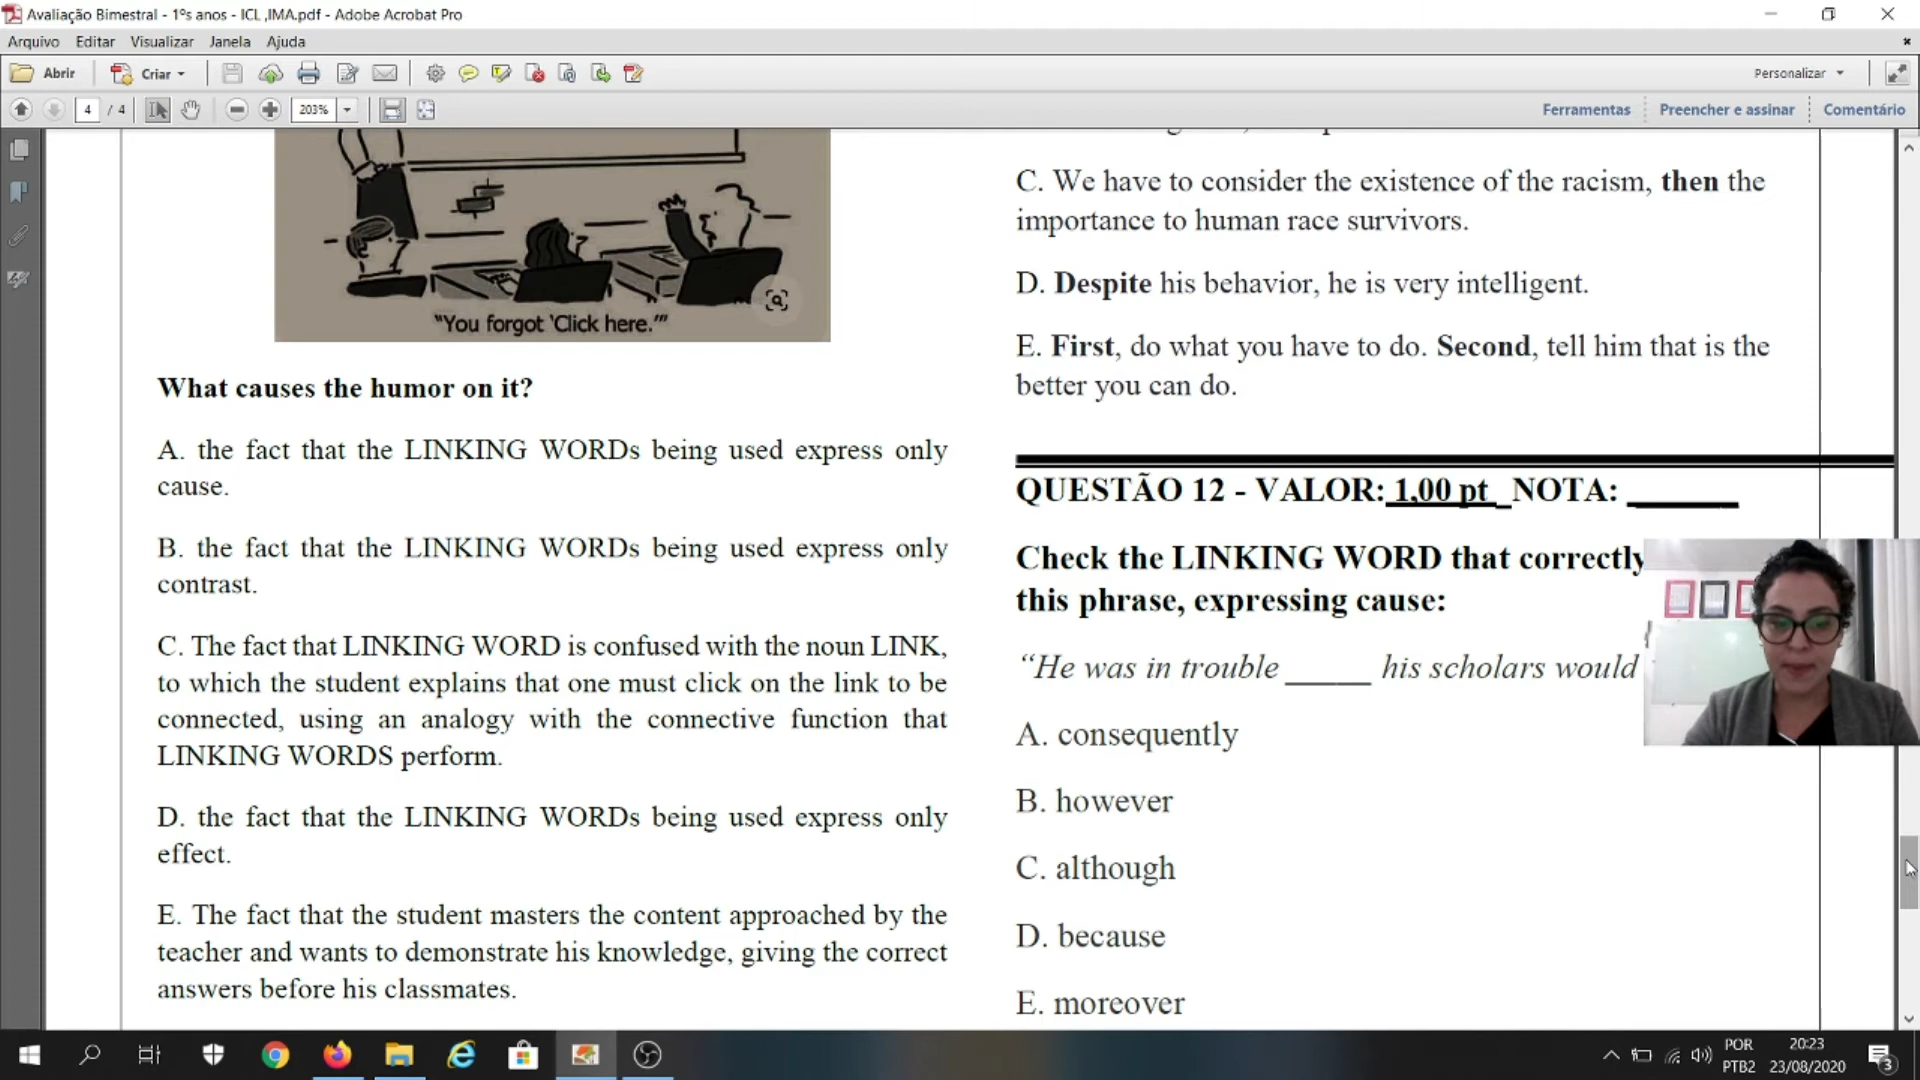 Avaliação Bimestral - 1ºs anos - ICL ,IMA.pdf - Adobe Acrobat Pro
Arquivo Editar Visualizar Janela Ajuda
Abrir Criar Personalizar
4 / 4 203% Ferramentas Preencher e assinar Comentário
"You forgot 'Click here.'"
What causes the humor on it?
A. the fact that the LINKING WORDs being used express only
cause.
B. the fact that the LINKING WORDs being used express only
contrast.
C. The fact that LINKING WORD is confused with the noun LINK,
to which the student explains that one must click on the link to be
connected, using an analogy with the connective function that
LINKING WORDS perform.
D. the fact that the LINKING WORDs being used express only
effect.
E. The fact that the student masters the content approached by the
teacher and wants to demonstrate his knowledge, giving the correct
answers before his classmates.
C. We have to consider the existence of the racism, then the
importance to human race survivors.
D. Despite his behavior, he is very intelligent.
E. First, do what you have to do. Second, tell him that is the
better you can do.
QUESTÃO 12 - VALOR: 1,00 pt_ NOTA: _______
Check the LINKING WORD that correctly
this phrase, expressing cause:
“He was in trouble _____ his scholars would
A. consequently
B. however
C. although
D. because
E. moreover
POR
PTB2
20:23
23/08/2020
3